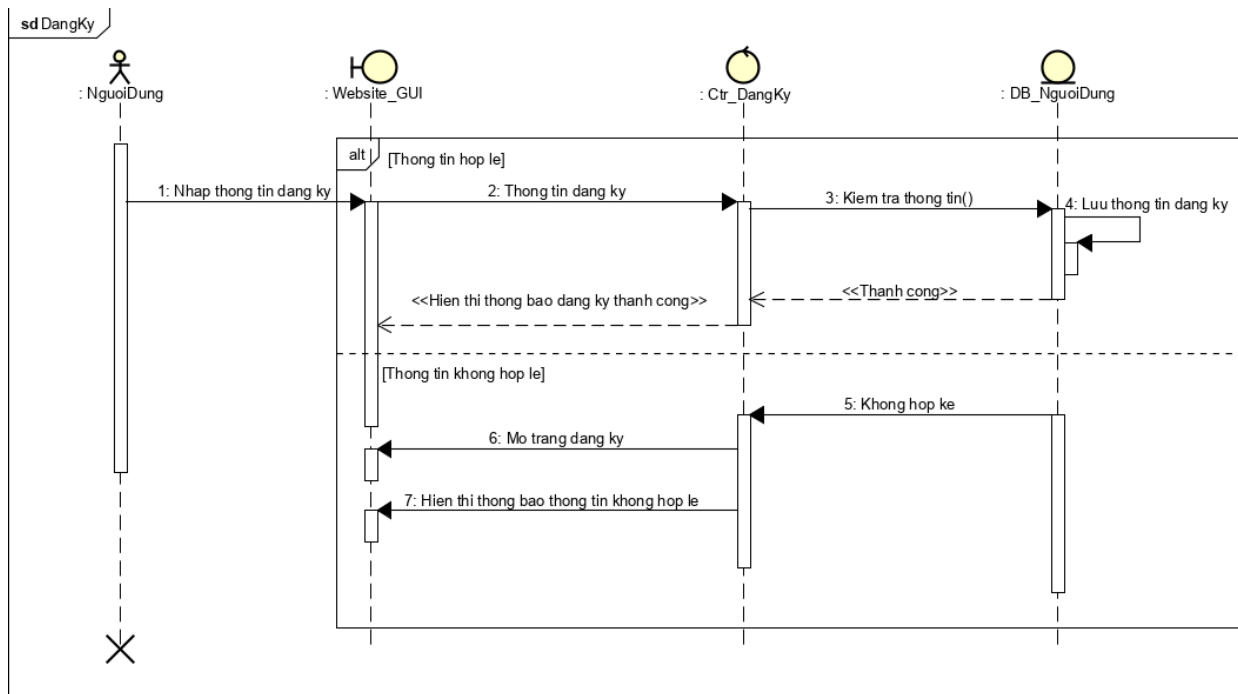 sd DangKy
: NguoiDung
: Website_GUI
: Ctr_DangKy
: DB_NguoiDung
alt
[Thong tin hop le]
1: Nhap thong tin dang ky
2: Thong tin dang ky
3: Kiem tra thong tin()
4: Luu thong tin dang ky
<<Thanh cong>>
<<Hien thi thong bao dang ky thanh cong>>
[Thong tin khong hop le]
5: Khong hop ke
6: Mo trang dang ky
7: Hien thi thong bao thong tin khong hop le